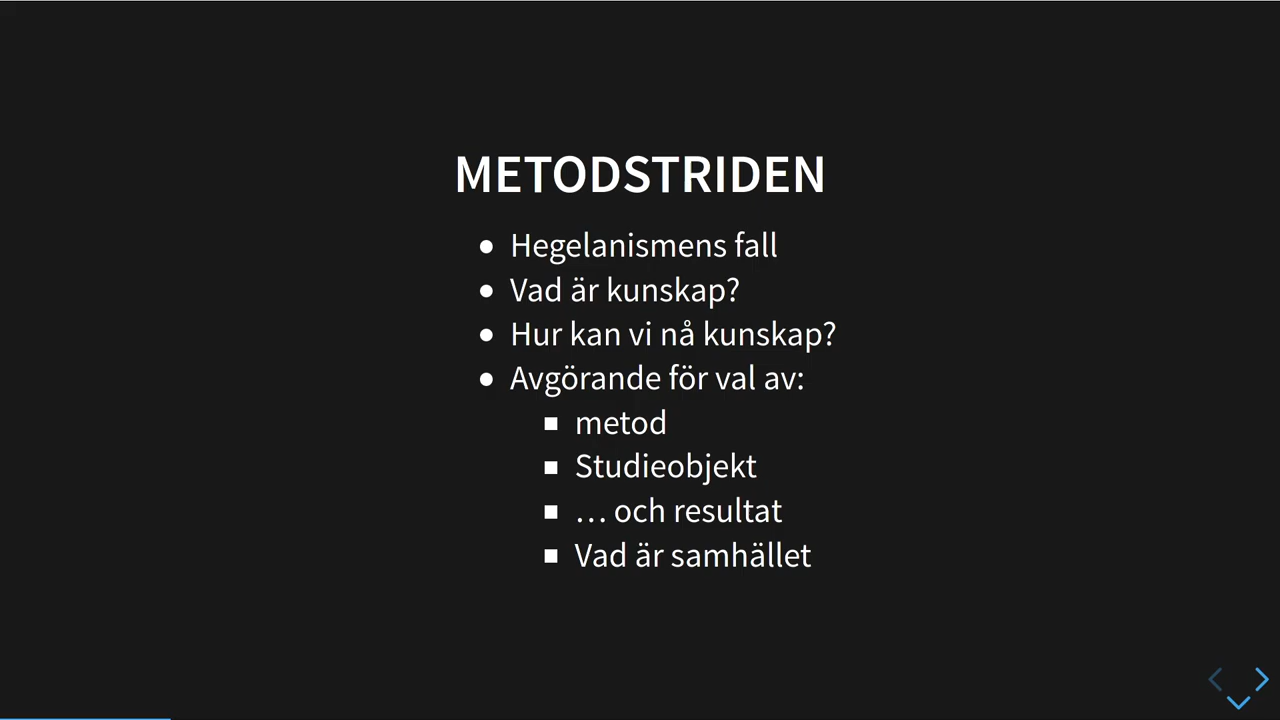 METODSTRIDEN
Hegelanismens fall
Vad är kunskap?
Hur kan vi nå kunskap?
Avgörande för val av:
metod
Studieobjekt
… och resultat
Vad är samhället